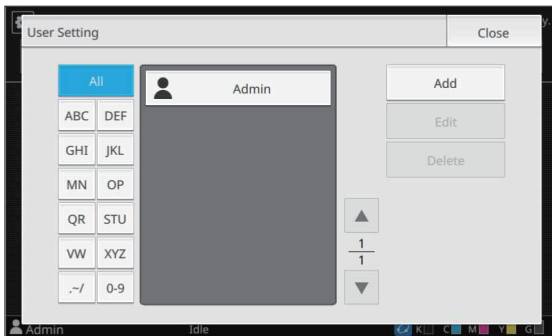 User Setting
Close
y.
All
ABC DEF
GHI JKL
MN OP
QR STU
VW XYZ
.~/ 0-9
Admin
1
1
Add
Edit
Delete
Admin Idle K C M Y G